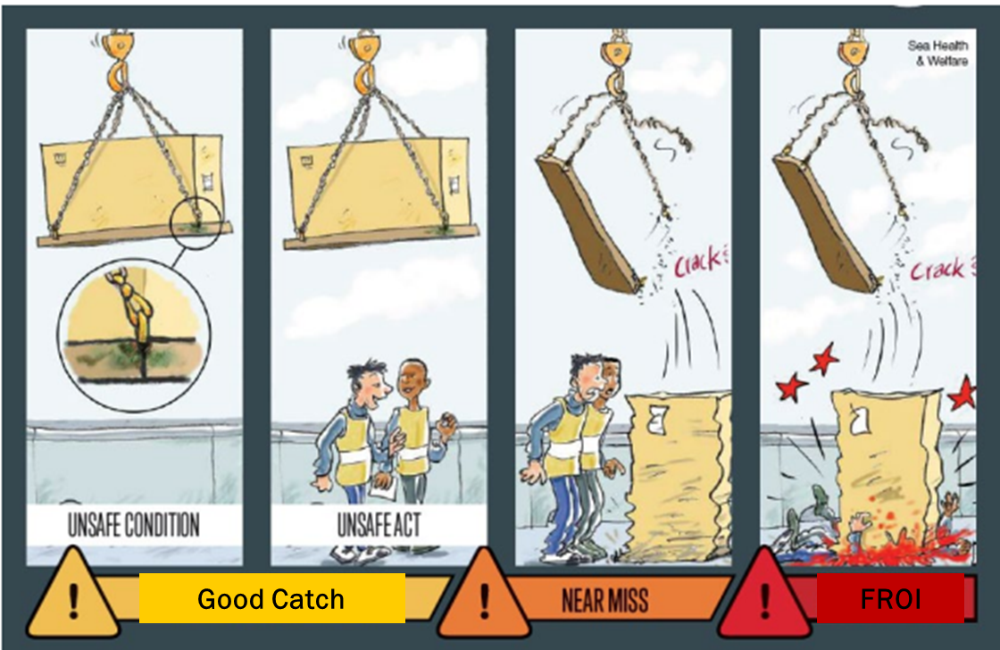 Sea Health
& Welfare
Crack
Crack
UNSAFE CONDITION
UNSAFE ACT
!
Good Catch
!
NEAR MISS
!
FROI